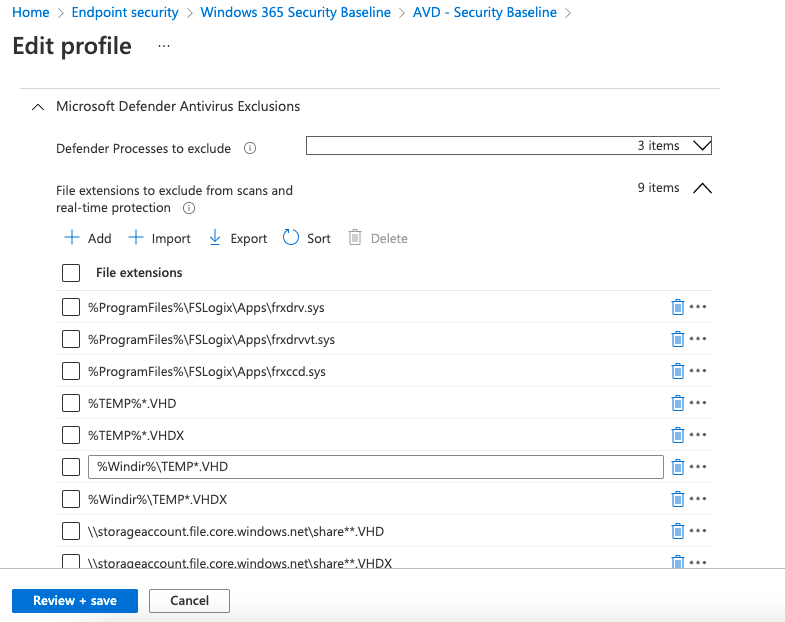 Home > Endpoint security > Windows 365 Security Baseline > AVD - Security Baseline >
Edit profile ...
Microsoft Defender Antivirus Exclusions
Defender Processes to exclude
3 items
File extensions to exclude from scans and
real-time protection
9 items
Add Import Export Sort Delete
File extensions
%ProgramFiles%\FSLogix\Apps\frxdrv.sys
%ProgramFiles%\FSLogix\Apps\frxdrvvt.sys
%ProgramFiles%\FSLogix\Apps\frxccd.sys
%TEMP%*.VHD
%TEMP%*.VHDX
%Windir%\TEMP*.VHD
%Windir%\TEMP*.VHDX
\\storageaccount.file.core.windows.net\share**.VHD
\\storageaccount.file.core.windows.net\share**.VHDX
Review + save Cancel